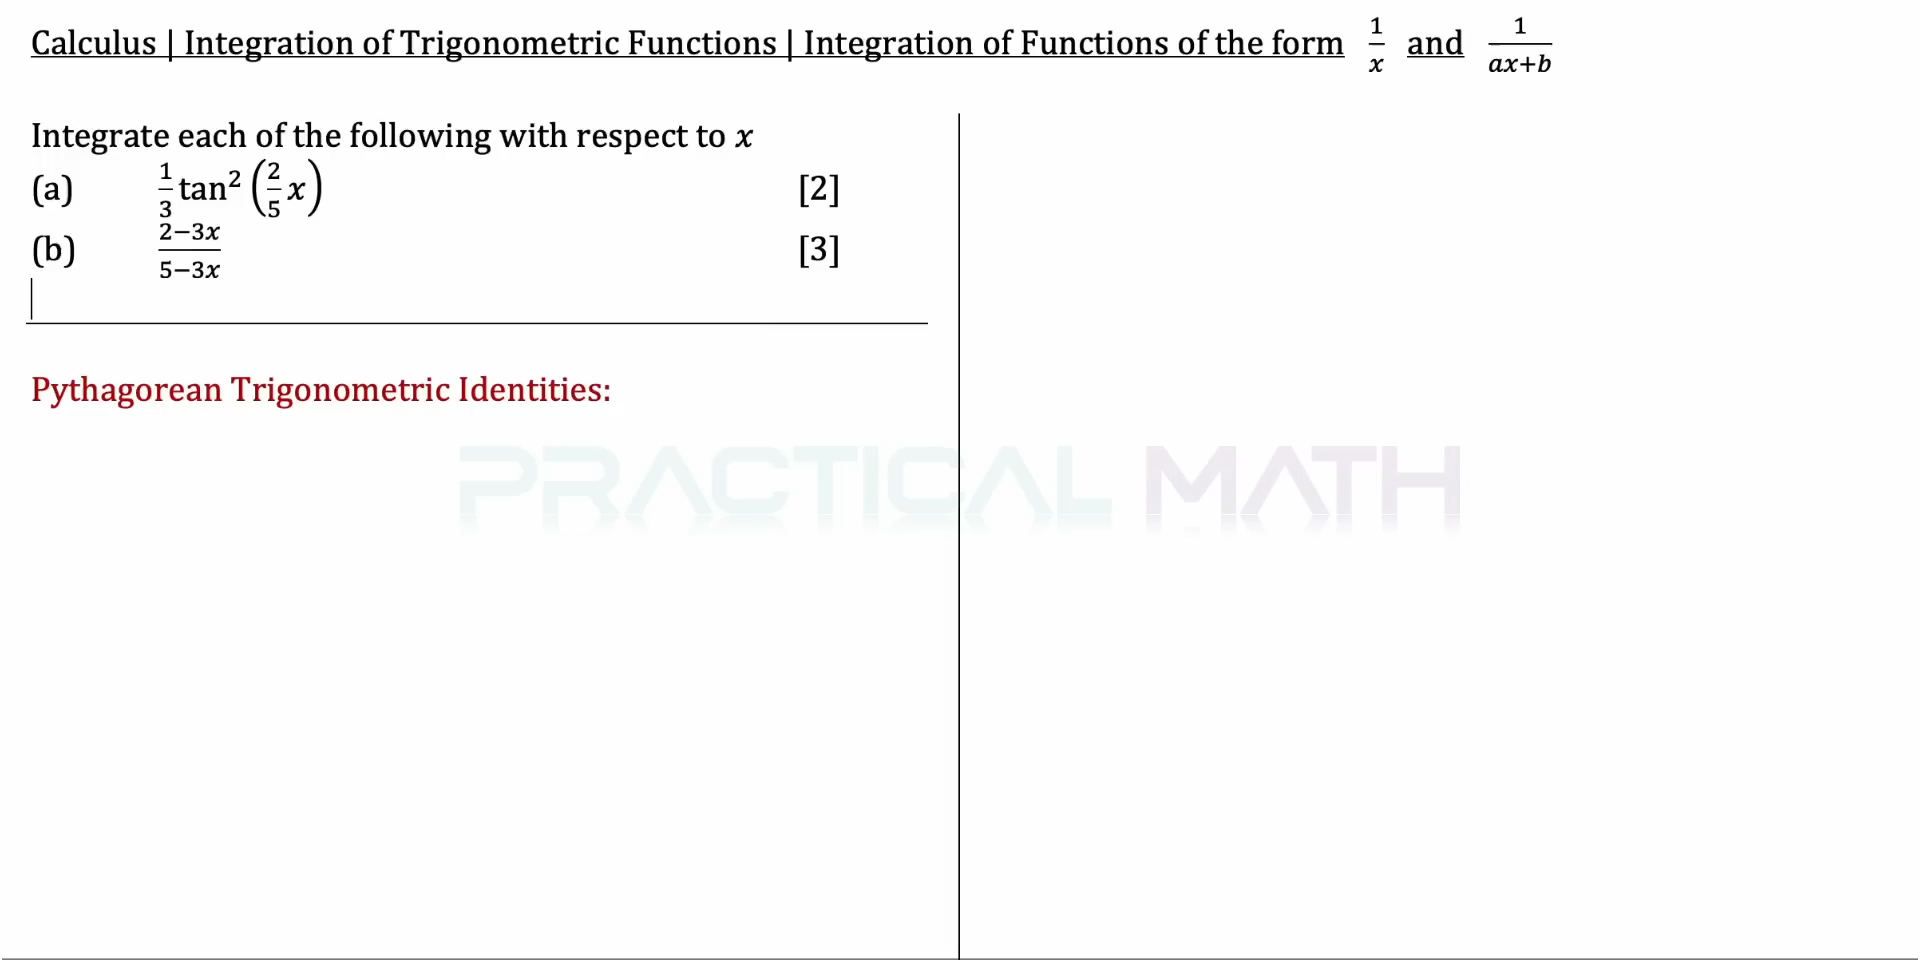 Calculus | Integration of Trigonometric Functions | Integration of Functions of the form 1/x and 1/(ax+b)
Integrate each of the following with respect to x
(a) 1/3 tan² (2/5 x) [2]
(b) (2−3x)/(5−3x) [3]
Pythagorean Trigonometric Identities:
PRACTICAL MATH